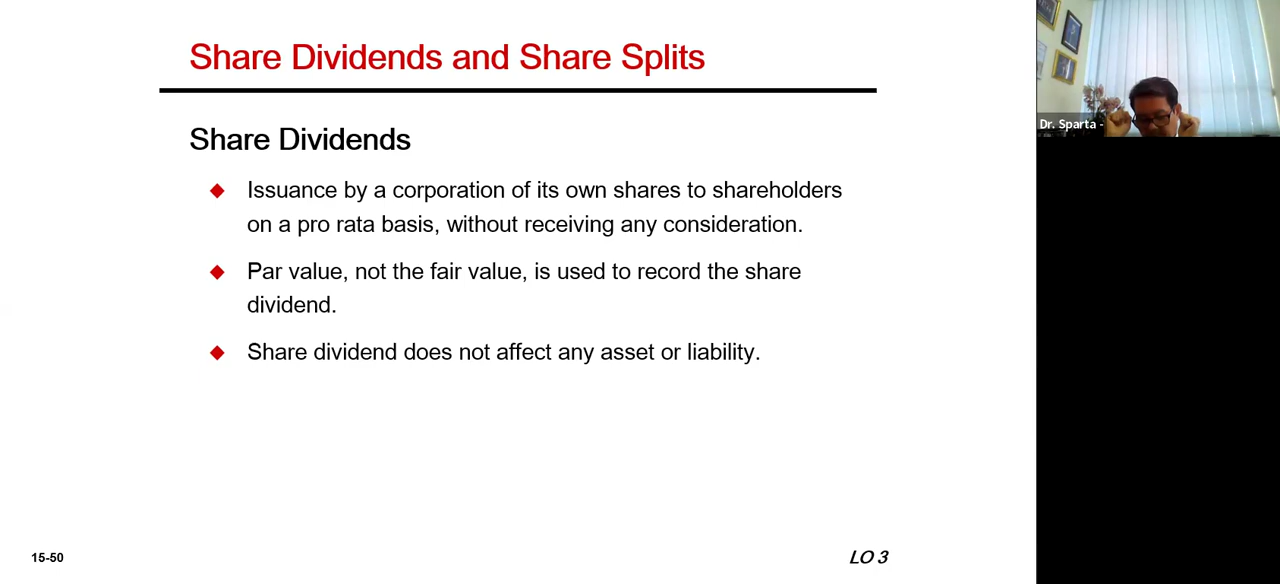 Share Dividends and Share Splits
Share Dividends
Issuance by a corporation of its own shares to shareholders
on a pro rata basis, without receiving any consideration.
Par value, not the fair value, is used to record the share
dividend.
Share dividend does not affect any asset or liability.
15-50
LO 3
Dr. Sparta -